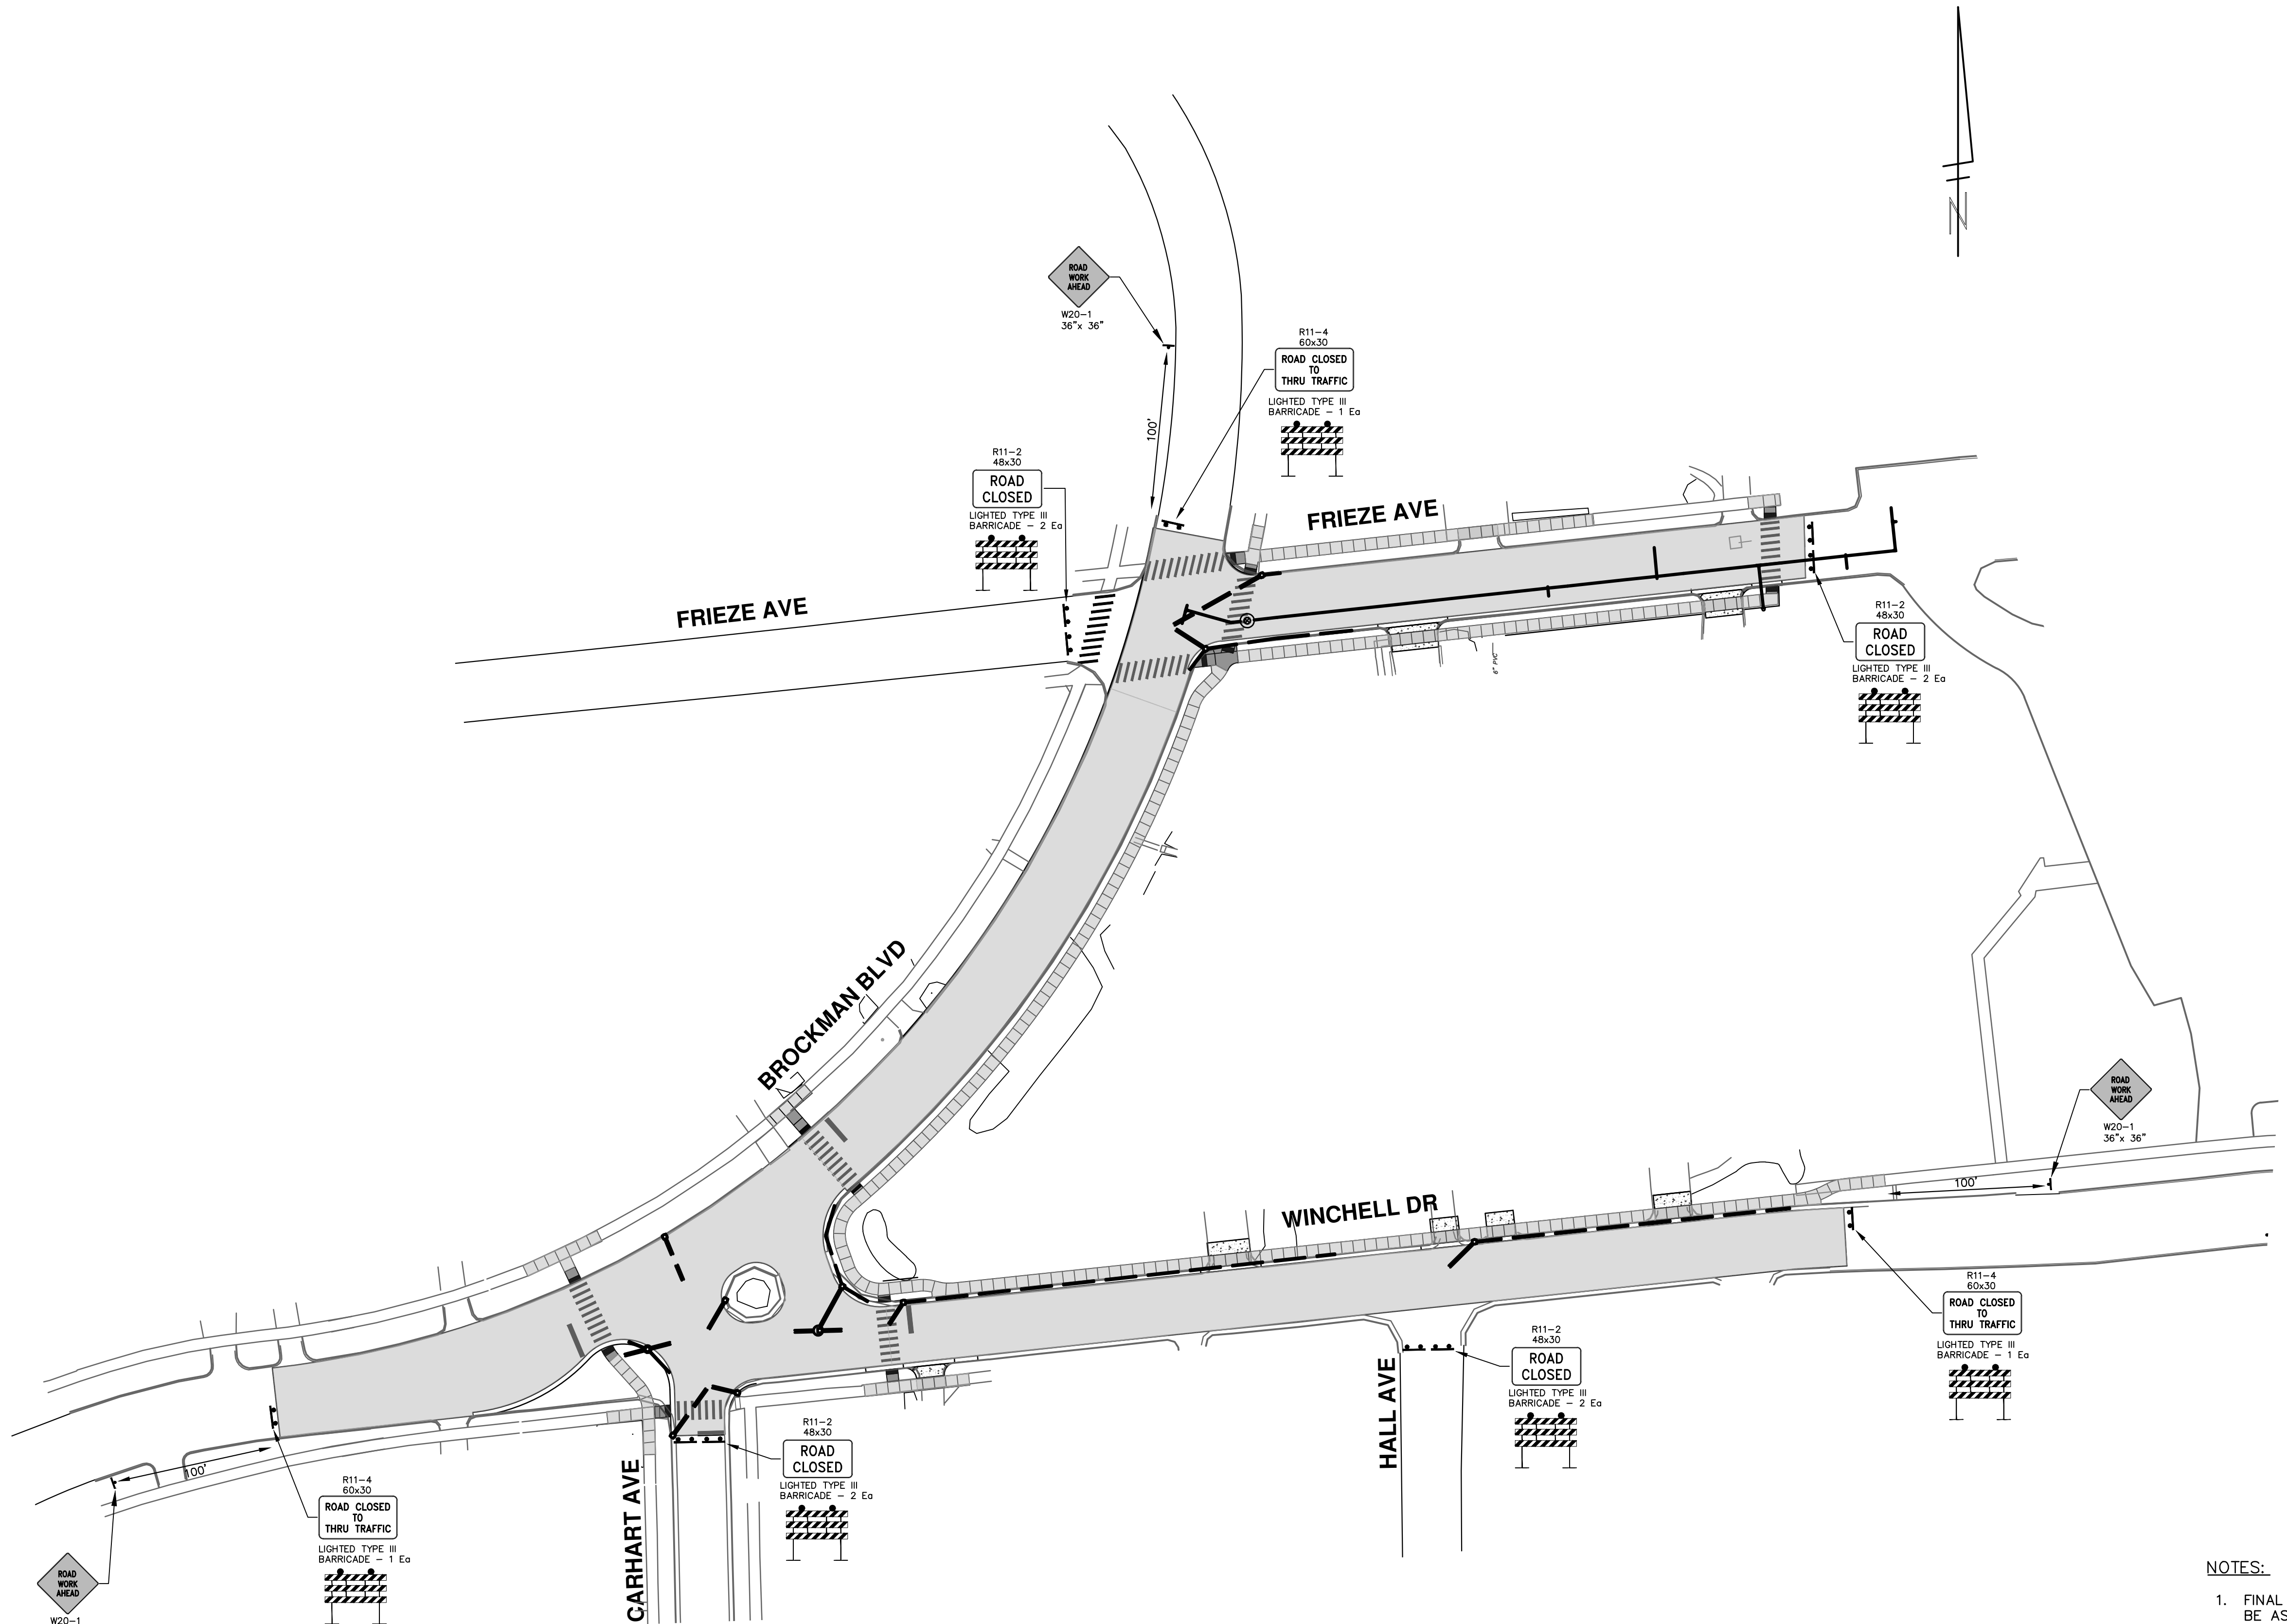 N
ROAD
WORK
AHEAD
W20-1
36"x 36"
R11-4
60x30
ROAD CLOSED
TO
THRU TRAFFIC
LIGHTED TYPE III
BARRICADE - 1 Ea
100'
R11-2
48x30
ROAD
CLOSED
LIGHTED TYPE III
BARRICADE - 2 Ea
FRIEZE AVE
FRIEZE AVE
R11-2
48x30
ROAD
CLOSED
LIGHTED TYPE III
BARRICADE - 2 Ea
6" PVC
BROCKMAN BLVD
ROAD
WORK
AHEAD
W20-1
36"x 36"
100'
WINCHELL DR
R11-4
60x30
ROAD CLOSED
TO
THRU TRAFFIC
LIGHTED TYPE III
BARRICADE - 1 Ea
R11-2
48x30
ROAD
CLOSED
LIGHTED TYPE III
BARRICADE - 2 Ea
HALL AVE
R11-2
48x30
ROAD
CLOSED
LIGHTED TYPE III
BARRICADE - 2 Ea
CARHART AVE
100'
R11-4
60x30
ROAD CLOSED
TO
THRU TRAFFIC
LIGHTED TYPE III
BARRICADE - 1 Ea
ROAD
WORK
AHEAD
W20-1
NOTES:
1. FINAL
BE AS